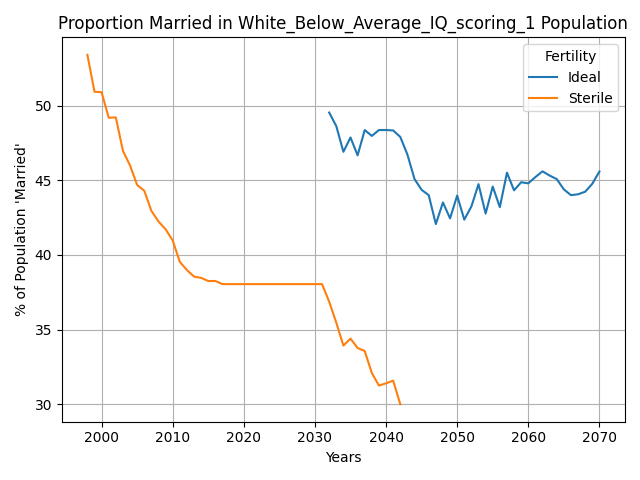 Proportion Married in White_Below_Average_IQ_scoring_1 Population
Fertility
Ideal
Sterile
% of Population 'Married'
50
45
40
35
30
2000 2010 2020 2030 2040 2050 2060 2070
Years